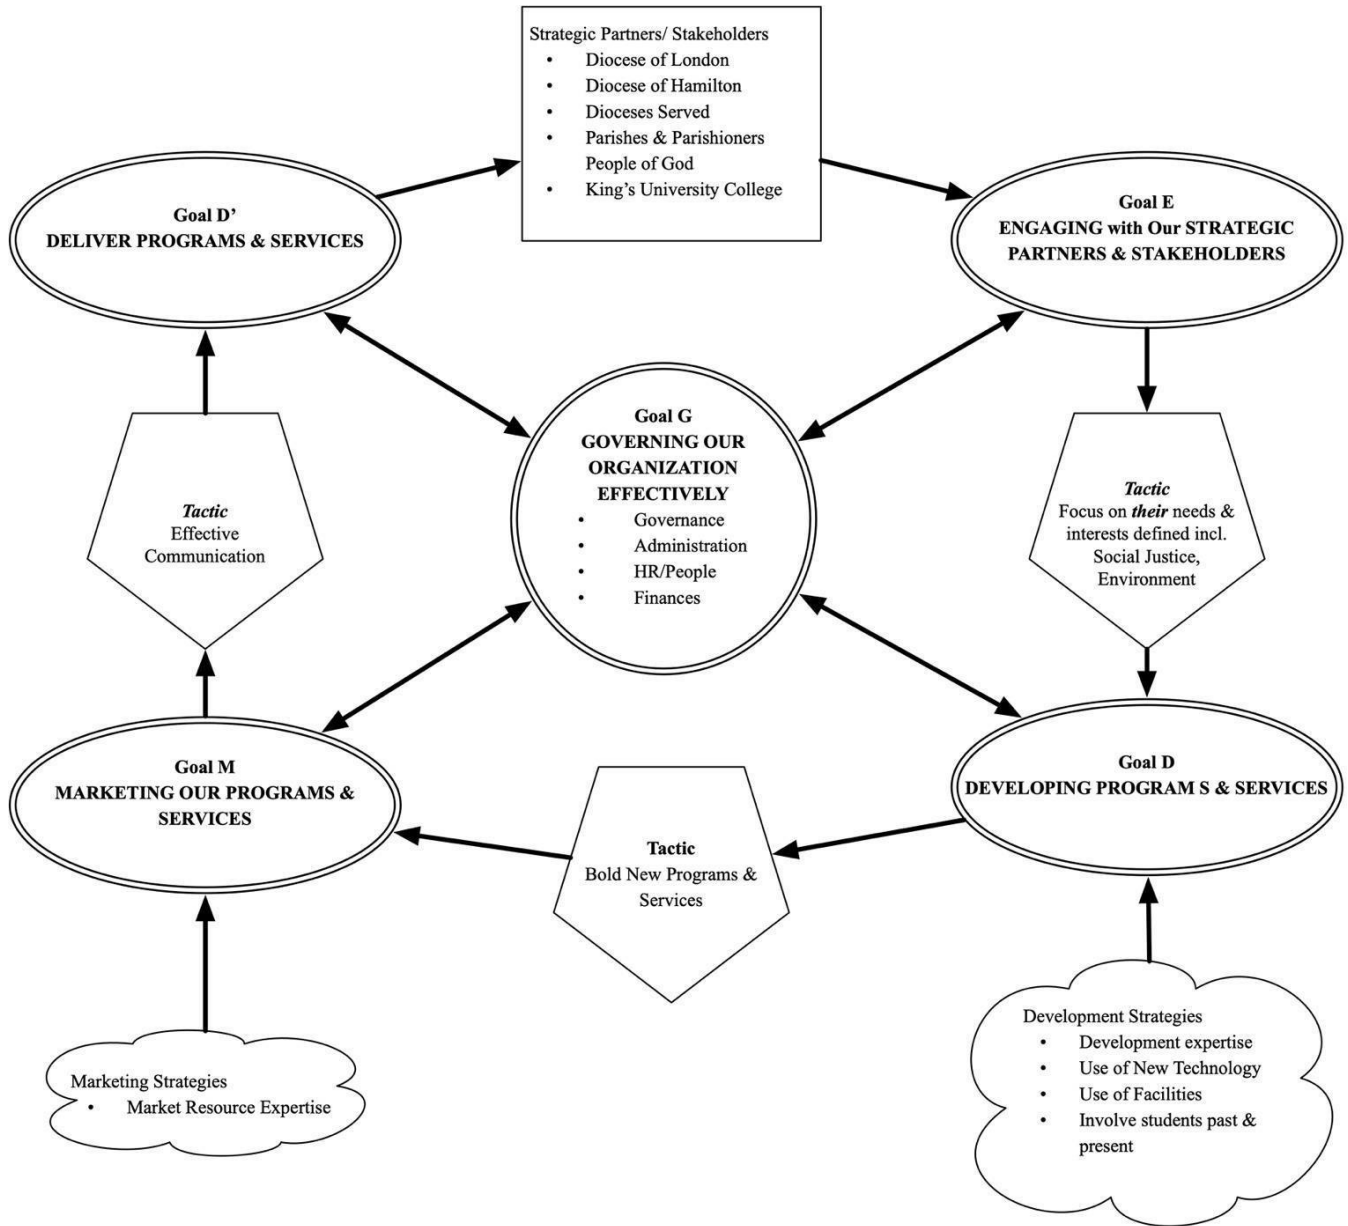 Strategic Partners/ Stakeholders
• Diocese of London
• Diocese of Hamilton
• Dioceses Served
• Parishes & Parishioners
People of God
• King's University College
Goal D'
DELIVER PROGRAMS & SERVICES
Goal E
ENGAGING with Our STRATEGIC
PARTNERS & STAKEHOLDERS
Goal G
GOVERNING OUR
ORGANIZATION
EFFECTIVELY
• Governance
• Administration
• HR/People
• Finances
Tactic
Effective
Communication
Tactic
Focus on their needs &
interests defined incl.
Social Justice,
Environment
Goal M
MARKETING OUR PROGRAMS &
SERVICES
Tactic
Bold New Programs &
Services
Goal D
DEVELOPING PROGRAM S & SERVICES
Marketing Strategies
• Market Resource Expertise
Development Strategies
• Development expertise
• Use of New Technology
• Use of Facilities
• Involve students past &
present